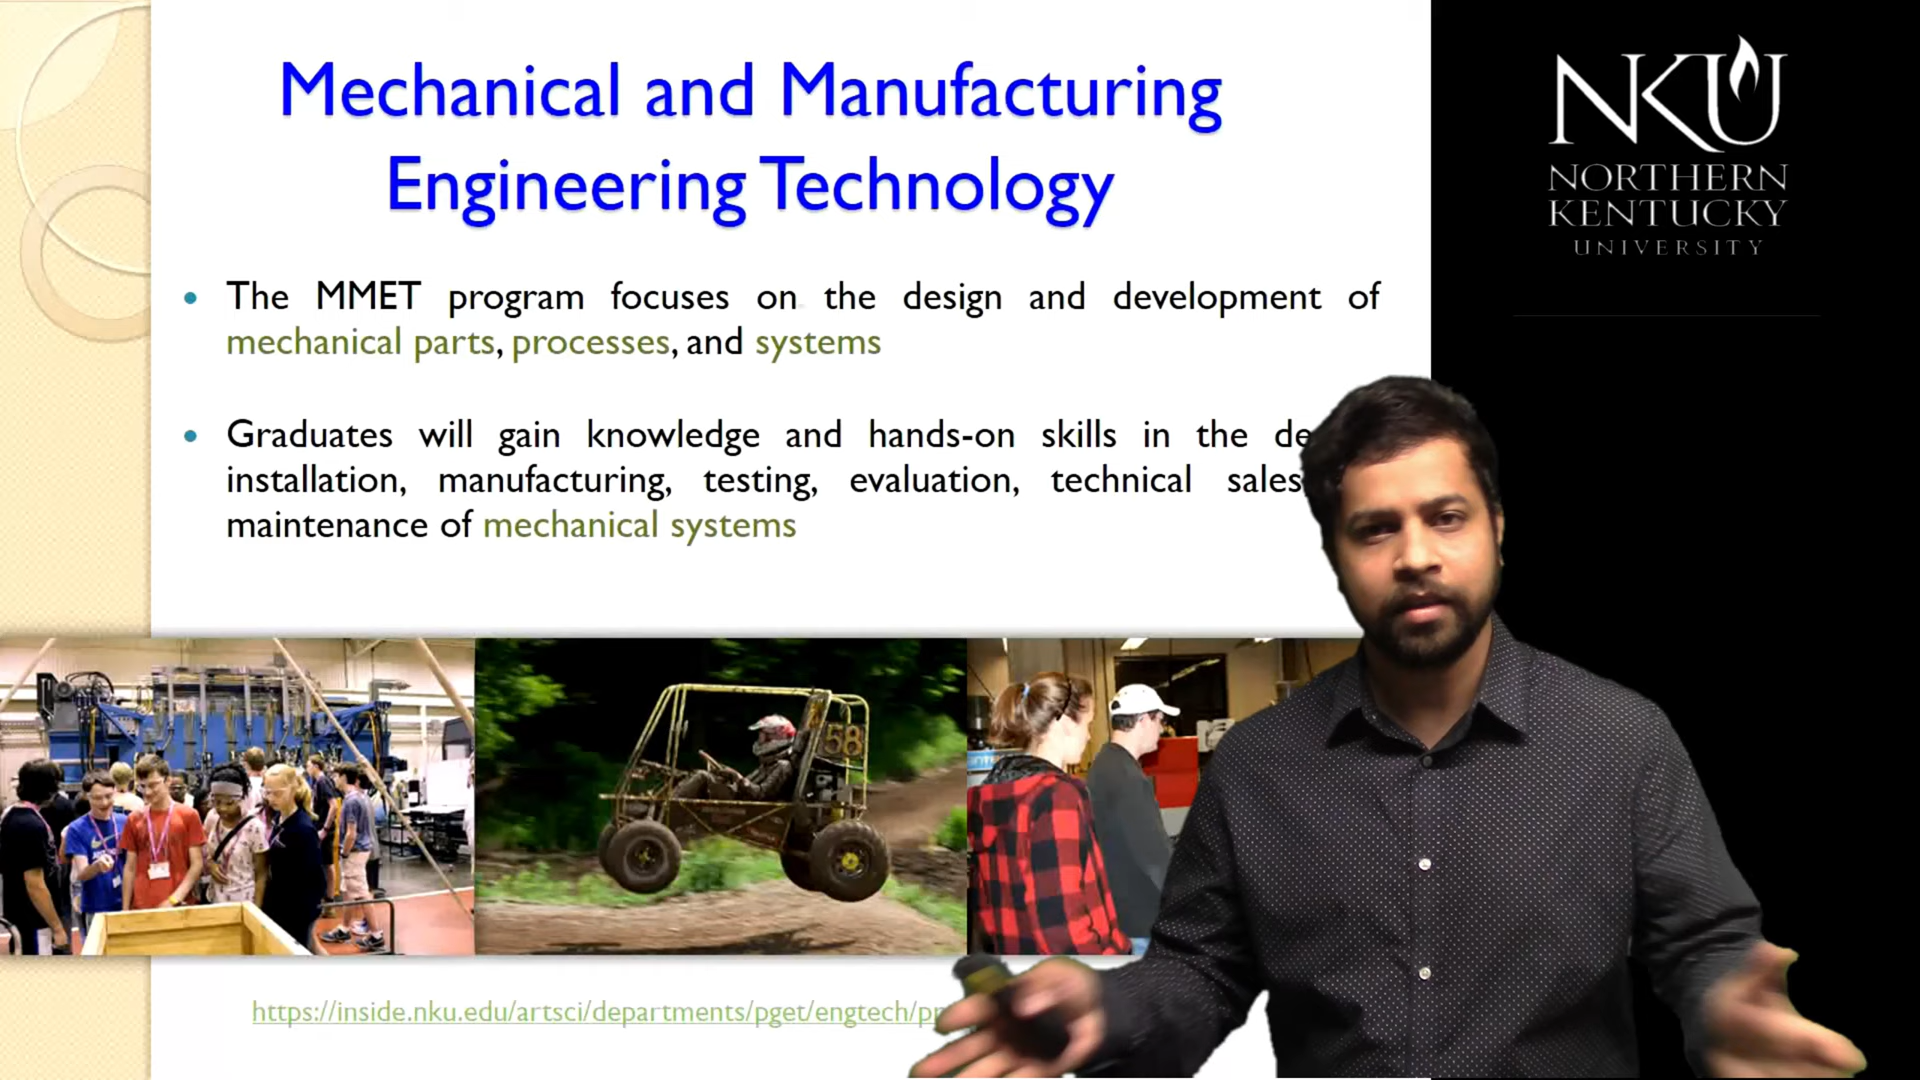 Mechanical and Manufacturing
Engineering Technology
NKU
NORTHERN
KENTUCKY
UNIVERSITY
• The MMET program focuses on the design and development of
mechanical parts, processes, and systems
• Graduates will gain knowledge and hands-on skills in the
installation, manufacturing, testing, evaluation, technical sales
maintenance of mechanical systems
58
https://inside.nku.edu/artsci/departments/pget/engtech/